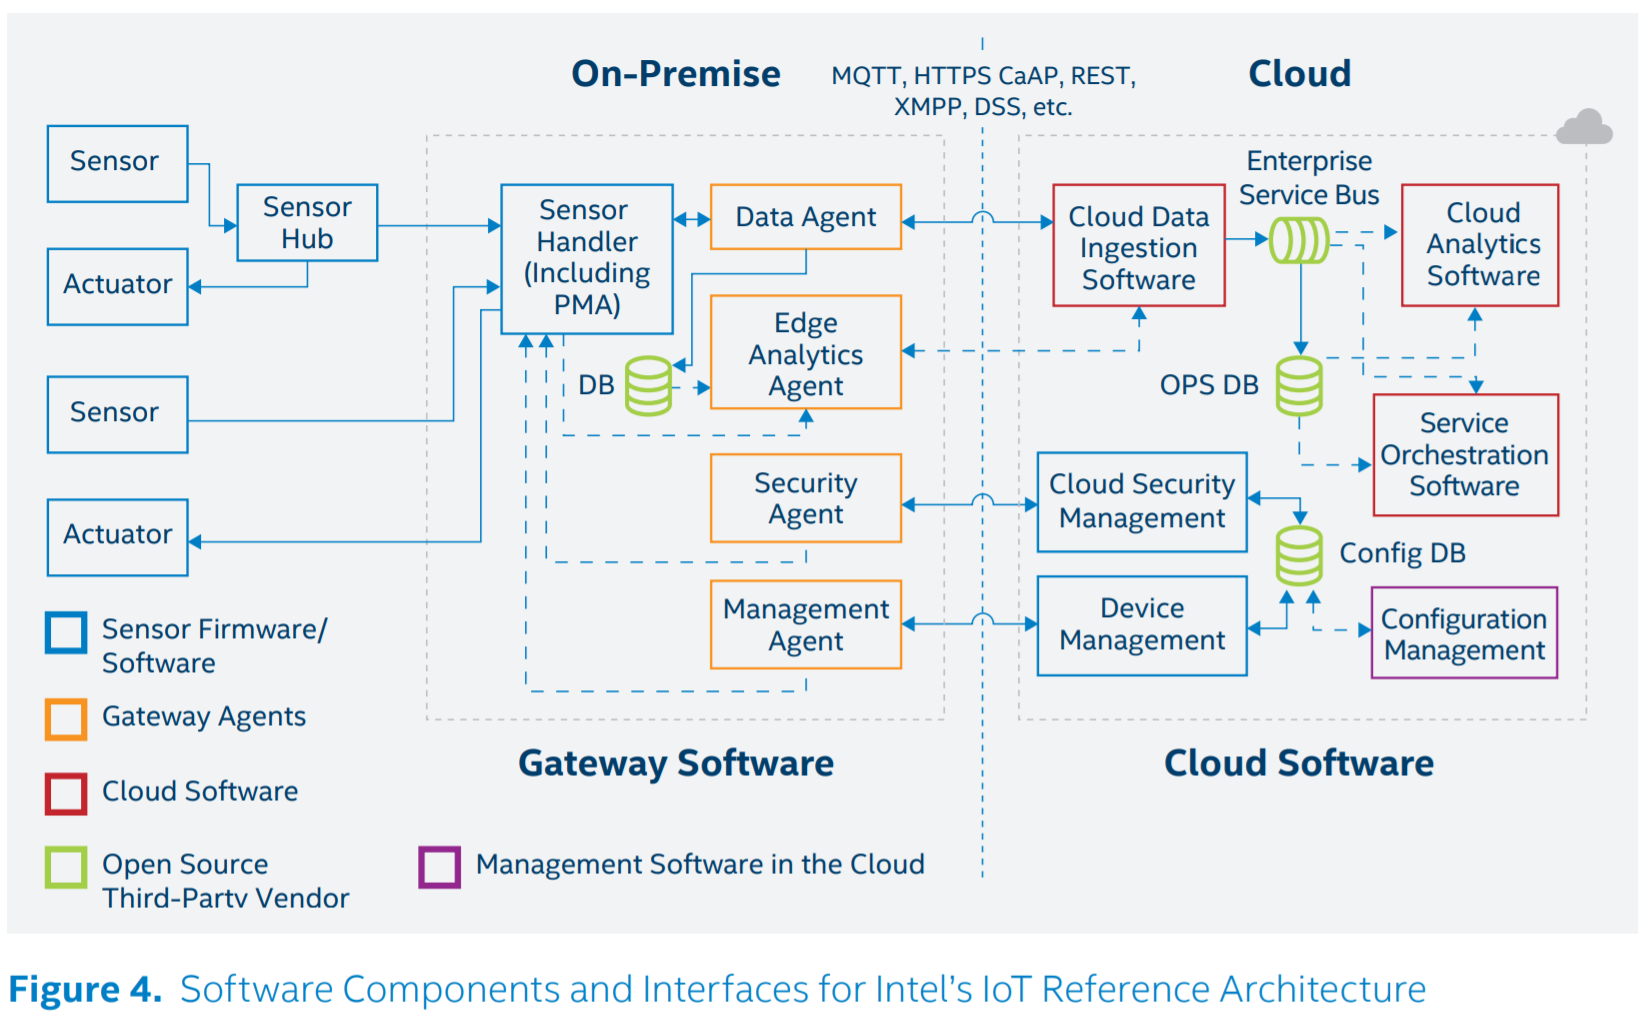 On-Premise
MQTT, HTTPS CaAP, REST,
XMPP, DSS, etc.
Cloud
Sensor
Sensor
Hub
Actuator
Sensor
Actuator
Sensor
Handler
(Including
PMA)
Data Agent
DB
Edge
Analytics
Agent
Security
Agent
Management
Agent
Cloud Data
Ingestion
Software
Enterprise
Service Bus
Cloud
Analytics
Software
OPS DB
Service
Orchestration
Software
Cloud Security
Management
Config DB
Device
Management
Configuration
Management
Gateway Software
Cloud Software
Sensor Firmware/
Software
Gateway Agents
Cloud Software
Open Source
Third-Partv Vendor
Management Software in the Cloud
Figure 4. Software Components and Interfaces for Intel's IoT Reference Architecture